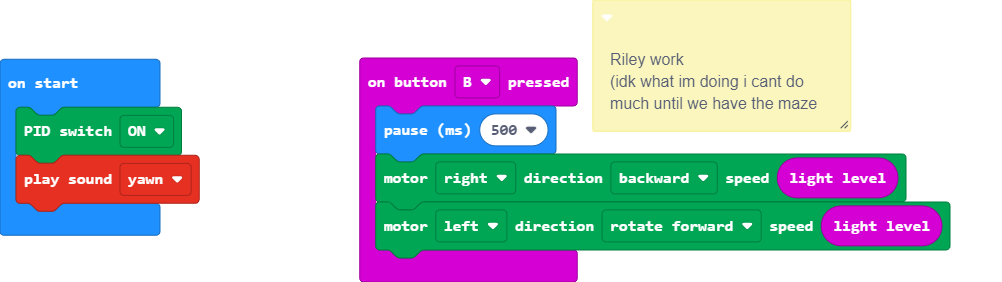 on start
PID switch ON
play sound yawn
on button B pressed
pause (ms) 500
motor right direction backward speed light level
motor left direction rotate forward speed light level
Riley work
(idk what im doing i cant do
much until we have the maze